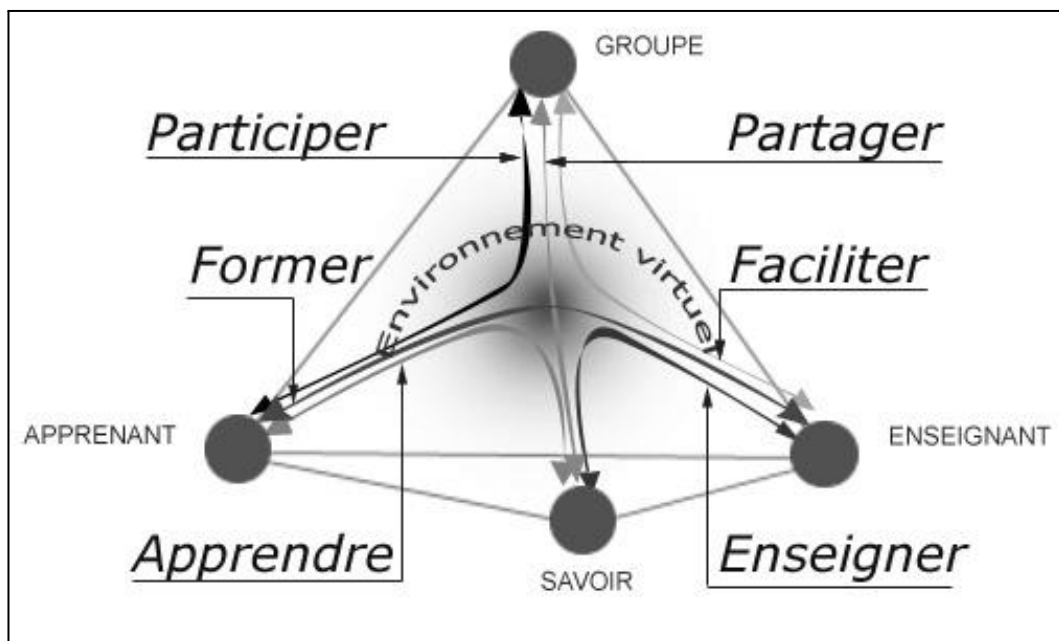 GROUPE
Participer
Partager
Environnement virtuel
Former
Faciliter
APPRENANT
ENSEIGNANT
Apprendre
Enseigner
SAVOIR